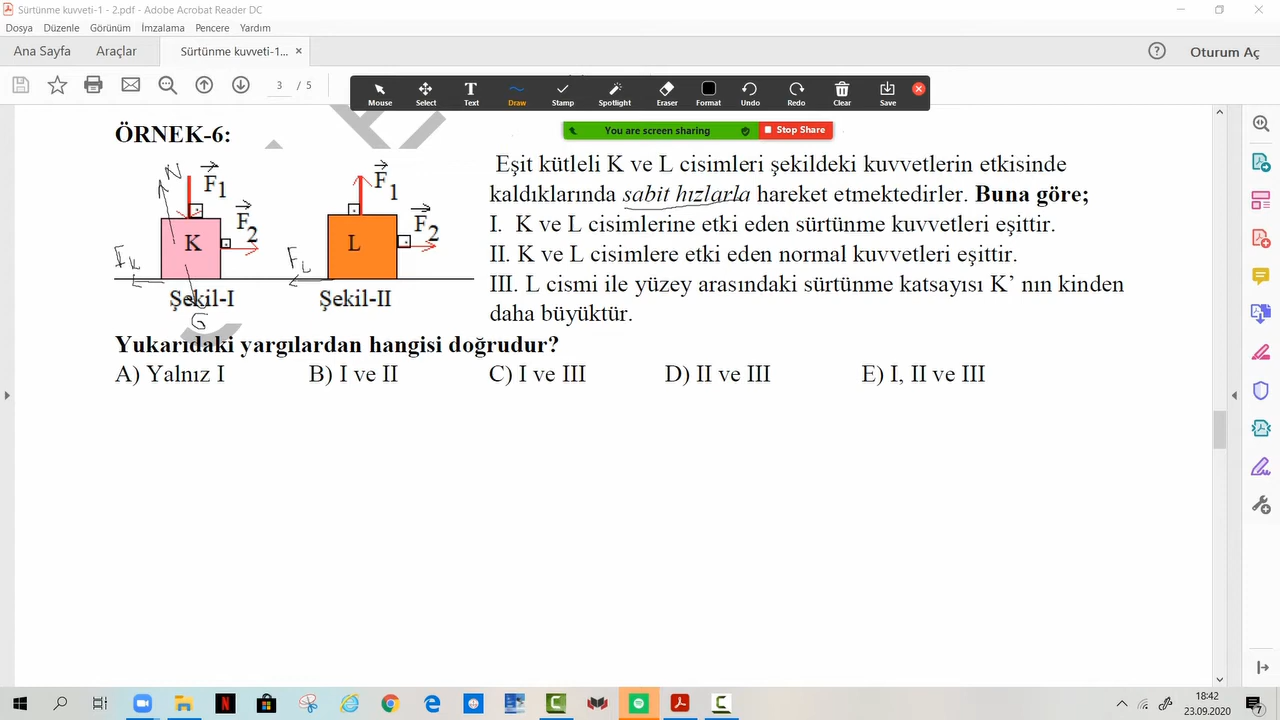 Sürtünme kuvveti-1 - 2.pdf - Adobe Acrobat Reader DC
Dosya Düzenle Görünüm İmzalama Pencere Yardım
Ana Sayfa Araçlar Sürtünme kuvveti-1... × Oturum Aç
3 / 5
Mouse Select Text Draw Stamp Spotlight Eraser Format Undo Redo Clear Save
You are screen sharing Stop Share
ÖRNEK-6:
N F1 F2 K
G
Şekil-I
F1 F2 L
FL
Şekil-II
Eşit kütleli K ve L cisimleri şekildeki kuvvetlerin etkisinde
kaldıklarında sabit hızlarla hareket etmektedirler. Buna göre;
I. K ve L cisimlerine etki eden sürtünme kuvvetleri eşittir.
II. K ve L cisimlere etki eden normal kuvvetleri eşittir.
III. L cismi ile yüzey arasındaki sürtünme katsayısı K’ nın kinden
daha büyüktür.
Yukarıdaki yargılardan hangisi doğrudur?
A) Yalnız I B) I ve II C) I ve III D) II ve III E) I, II ve III
18:42
23.09.2020
7